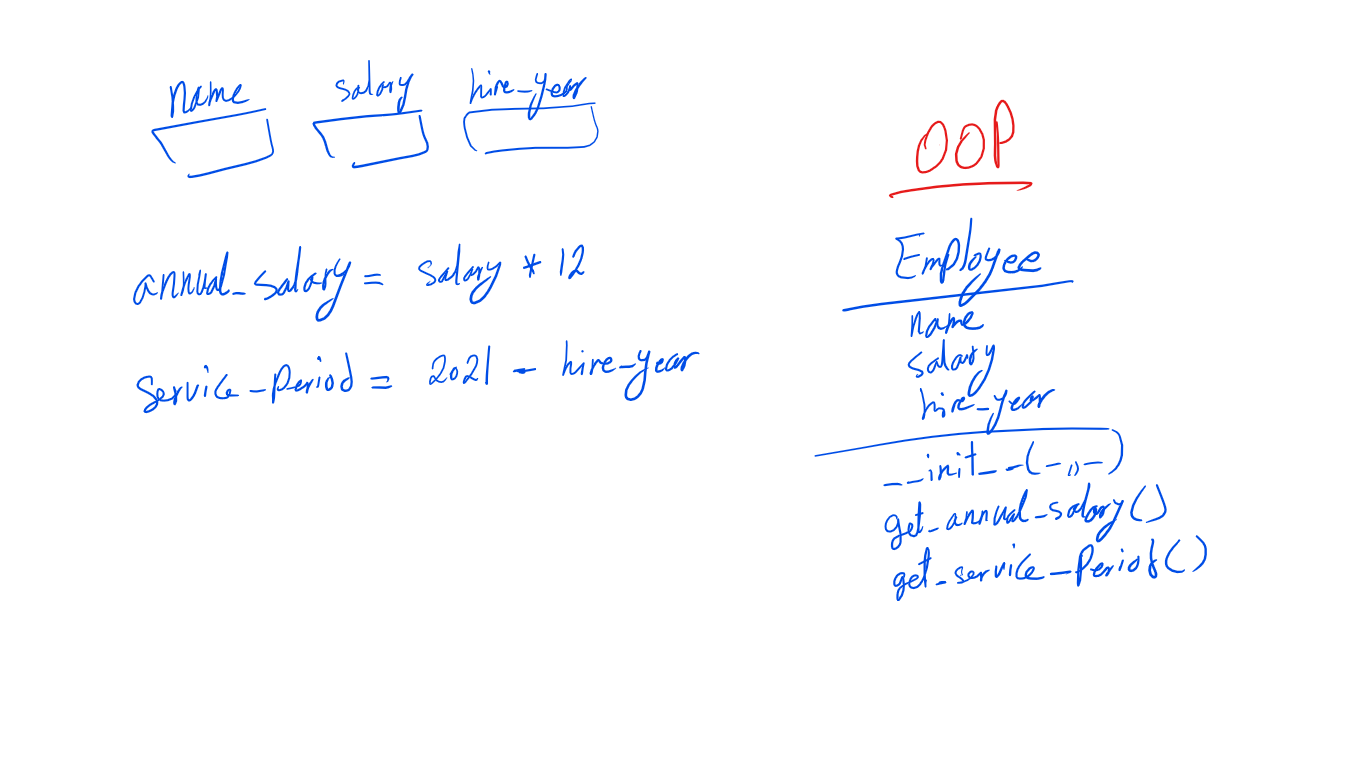 name salary hire_year
annual_salary = salary * 12
service_period = 2021 - hire_year
OOP
Employee
name
salary
hire_year
__init__(-,,-)
get_annual_salary()
get_service_period()